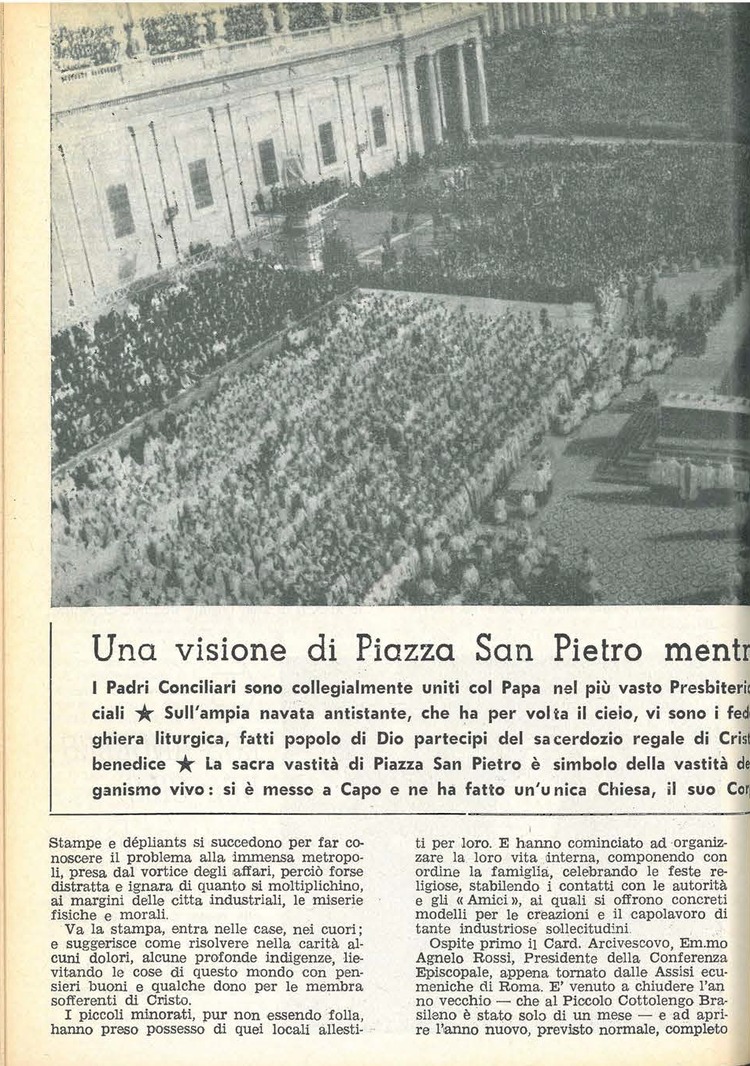 Una visione di Piazza San Pietro mentr
I Padri Conciliari sono collegialmente uniti col Papa nel più vasto Presbiteri
ciali ★ Sull'ampia navata antistante, che ha per volta il cielo, vi sono i fed
ghiera liturgica, fatti popolo di Dio partecipi del sacerdozio regale di Crist
benedice ★ La sacra vastità di Piazza San Pietro è simbolo della vastità de
ganismo vivo: si è messo a Capo e ne ha fatto un'unica Chiesa, il suo Cor
Stampe e dépliants si succedono per far co-
noscere il problema alla immensa metropo-
li, presa dal vortice degli affari, perciò forse
distratta e ignara di quanto si moltiplichino,
ai margini delle citta industriali, le miserie
fisiche e morali.
Va la stampa, entra nelle case, nei cuori;
e suggerisce come risolvere nella carità al-
cuni dolori, alcune profonde indigenze, lie-
vitando le cose di questo mondo con pen-
sieri buoni e qualche dono per le membra
sofferenti di Cristo.
I piccoli minorati, pur non essendo folla,
hanno preso possesso di quei locali allesti-
ti per loro. E hanno cominciato ad organiz-
zare la loro vita interna, componendo con
ordine la famiglia, celebrando le feste re-
ligiose, stabilendo i contatti con le autorità
e gli « Amici », ai quali si offrono concreti
modelli per le creazioni e il capolavoro di
tante industriose sollecitudini.
Ospite primo il Card. Arcivescovo, Em.mo
Agnelo Rossi, Presidente della Conferenza
Episcopale, appena tornato dalle Assisi ecu-
meniche di Roma. E' venuto a chiudere l'an
no vecchio — che al Piccolo Cottolengo Bra-
sileno è stato solo di un mese — e ad apri-
re l'anno nuovo, previsto normale, completo